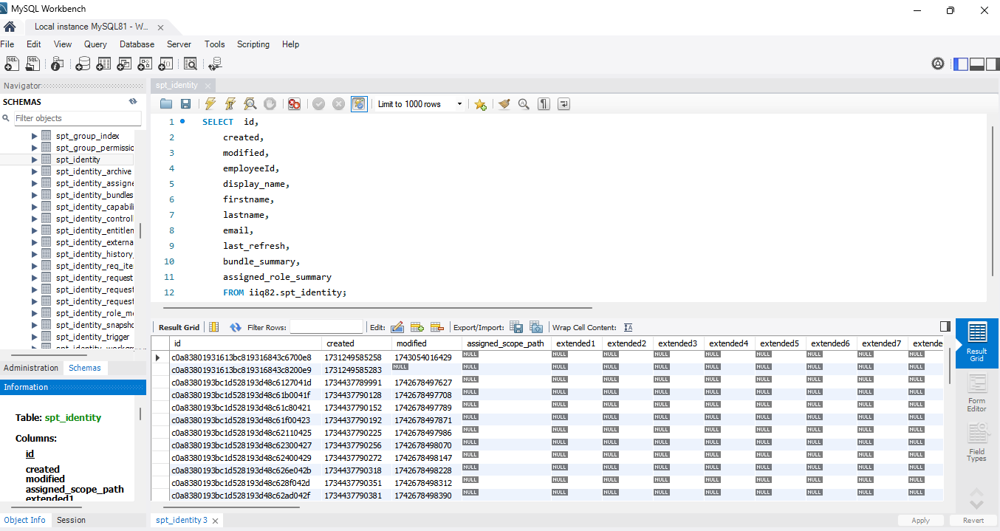 MySQL Workbench
Local instance MySQL81 - W...
File Edit View Query Database Server Tools Scripting Help
Navigator
SCHEMAS
Filter objects
spt_group_index
spt_group_permissio
spt_identity
spt_identity_archive
spt_identity_assigne
spt_identity_bundles
spt_identity_capabili
spt_identity_control
spt_identity_entitlem
spt_identity_externa
spt_identity_history_
spt_identity_req_ite
spt_identity_request
spt_identity_request
spt_identity_request
spt_identity_role_me
spt_identity_snapsho
spt_identity_trigger
Administration Schemas
Information
Table: spt_identity
Columns:
id
created
modified
assigned_scope_path
extended1
Object Info Session
spt_identity
Limit to 1000 rows
1 SELECT id,
2 created,
3 modified,
4 employeeId,
5 display_name,
6 firstname,
7 lastname,
8 email,
9 last_refresh,
10 bundle_summary,
11 assigned_role_summary
12 FROM iiq82.spt_identity;
Result Grid Filter Rows: Edit: Export/Import: Wrap Cell Content:
id created modified assigned_scope_path extended1 extended2 extended3 extended4 extended5 extended6 extended7 extende
c0a83801931613bc819316843c6700e8 1731249585258 1743054016429 NULL NULL NULL NULL NULL NULL NULL NULL NULL
c0a83801931613bc819316843c8200e9 1731249585283 NULL NULL NULL NULL NULL NULL NULL NULL NULL NULL
c0a8380193bc1d528193d48c6127041d 1734437789991 1742678497627 NULL NULL NULL NULL NULL NULL NULL NULL NULL
c0a8380193bc1d528193d48c61b0041f 1734437790128 1742678497708 NULL NULL NULL NULL NULL NULL NULL NULL NULL
c0a8380193bc1d528193d48c61c80421 1734437790152 1742678497789 NULL NULL NULL NULL NULL NULL NULL NULL NULL
c0a8380193bc1d528193d48c61f00423 1734437790192 1742678497871 NULL NULL NULL NULL NULL NULL NULL NULL NULL
c0a8380193bc1d528193d48c62110425 1734437790225 1742678497986 NULL NULL NULL NULL NULL NULL NULL NULL NULL
c0a8380193bc1d528193d48c62300427 1734437790256 1742678498070 NULL NULL NULL NULL NULL NULL NULL NULL NULL
c0a8380193bc1d528193d48c62400429 1734437790272 1742678498147 NULL NULL NULL NULL NULL NULL NULL NULL NULL
c0a8380193bc1d528193d48c626e042b 1734437790318 1742678498228 NULL NULL NULL NULL NULL NULL NULL NULL NULL
c0a8380193bc1d528193d48c628f042d 1734437790351 1742678498312 NULL NULL NULL NULL NULL NULL NULL NULL NULL
c0a8380193bc1d528193d48c62ad042f 1734437790381 1742678498390 NULL NULL NULL NULL NULL NULL NULL NULL NULL
Result
Grid
Form
Editor
Field
Types
spt_identity 3
Apply Revert